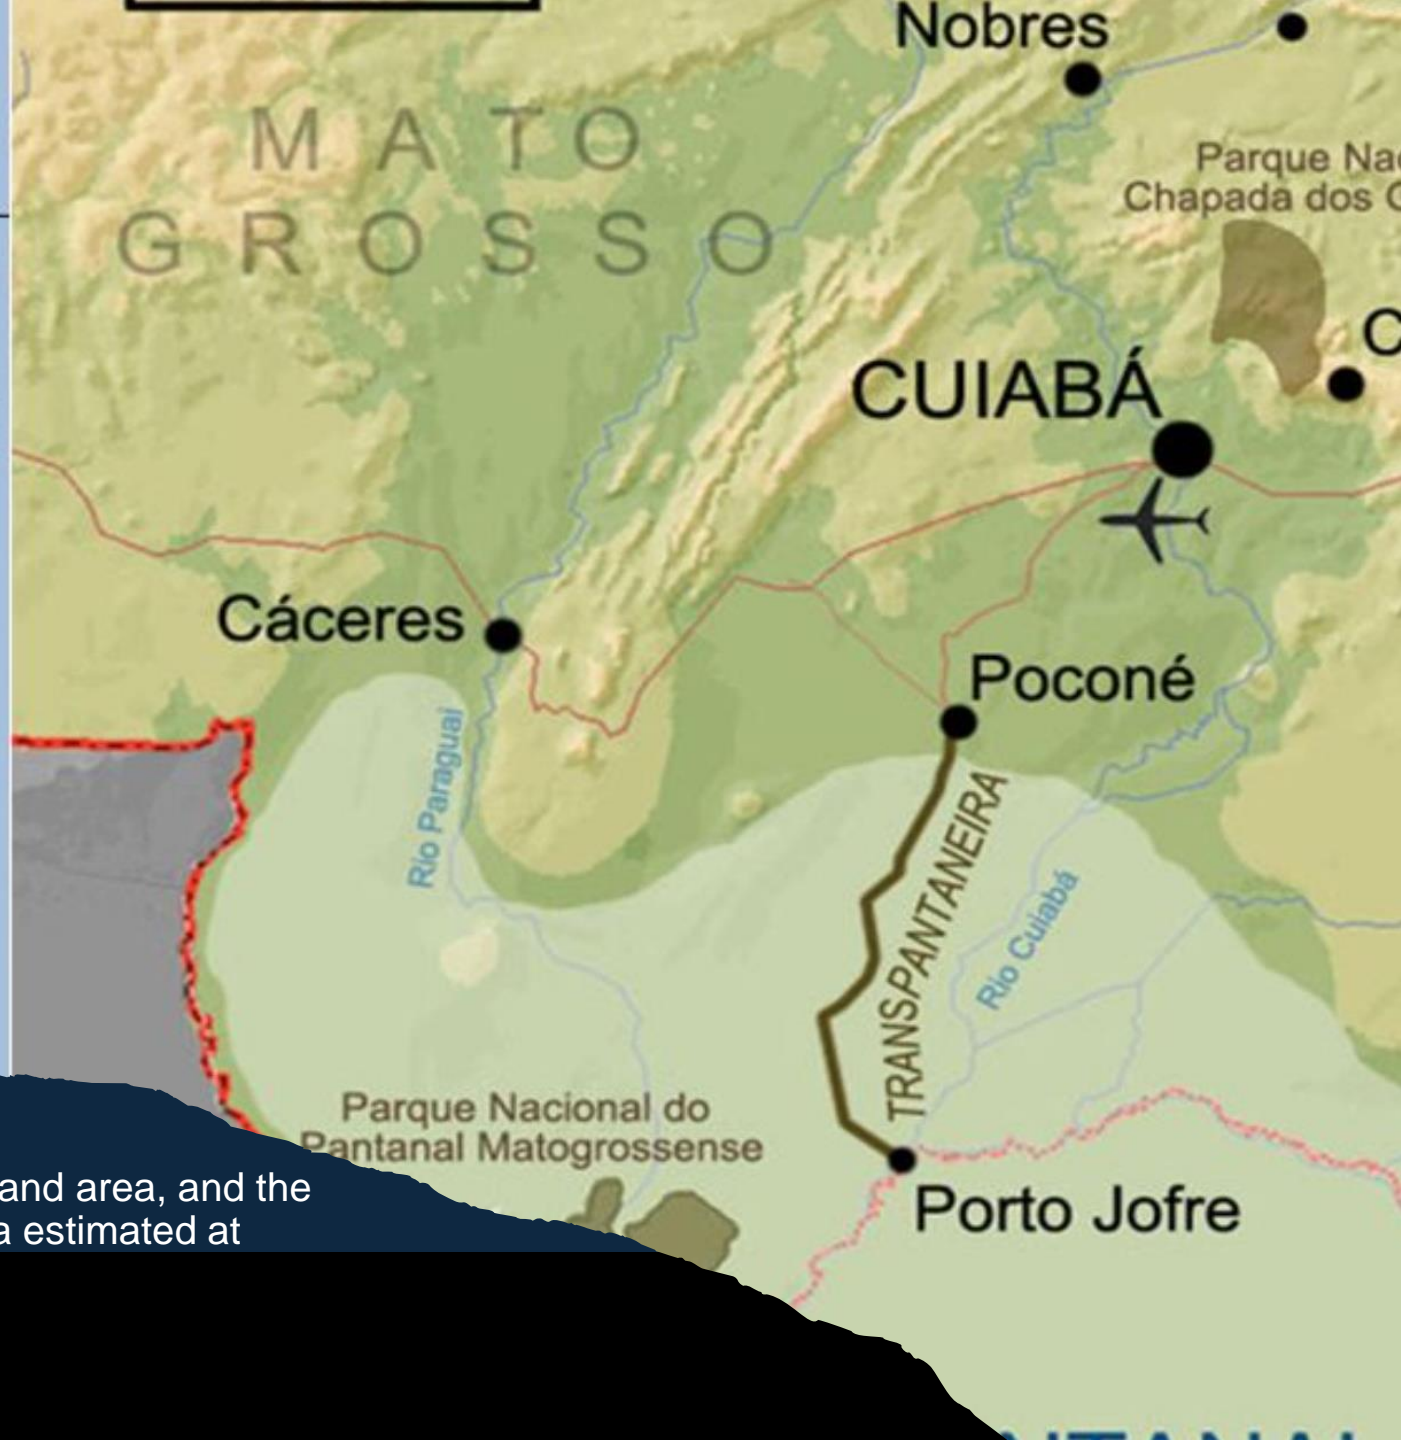 Nobres
MATO
GROSSO
Parque
Chapada dos
CUIABÁ
Cáceres
Poconé
Rio Paraguai
TRANSPANTANEIRA
Rio Cuiabá
Parque Nacional do
Pantanal Matogrossense
Porto Jofre
and area, and the
estimated at